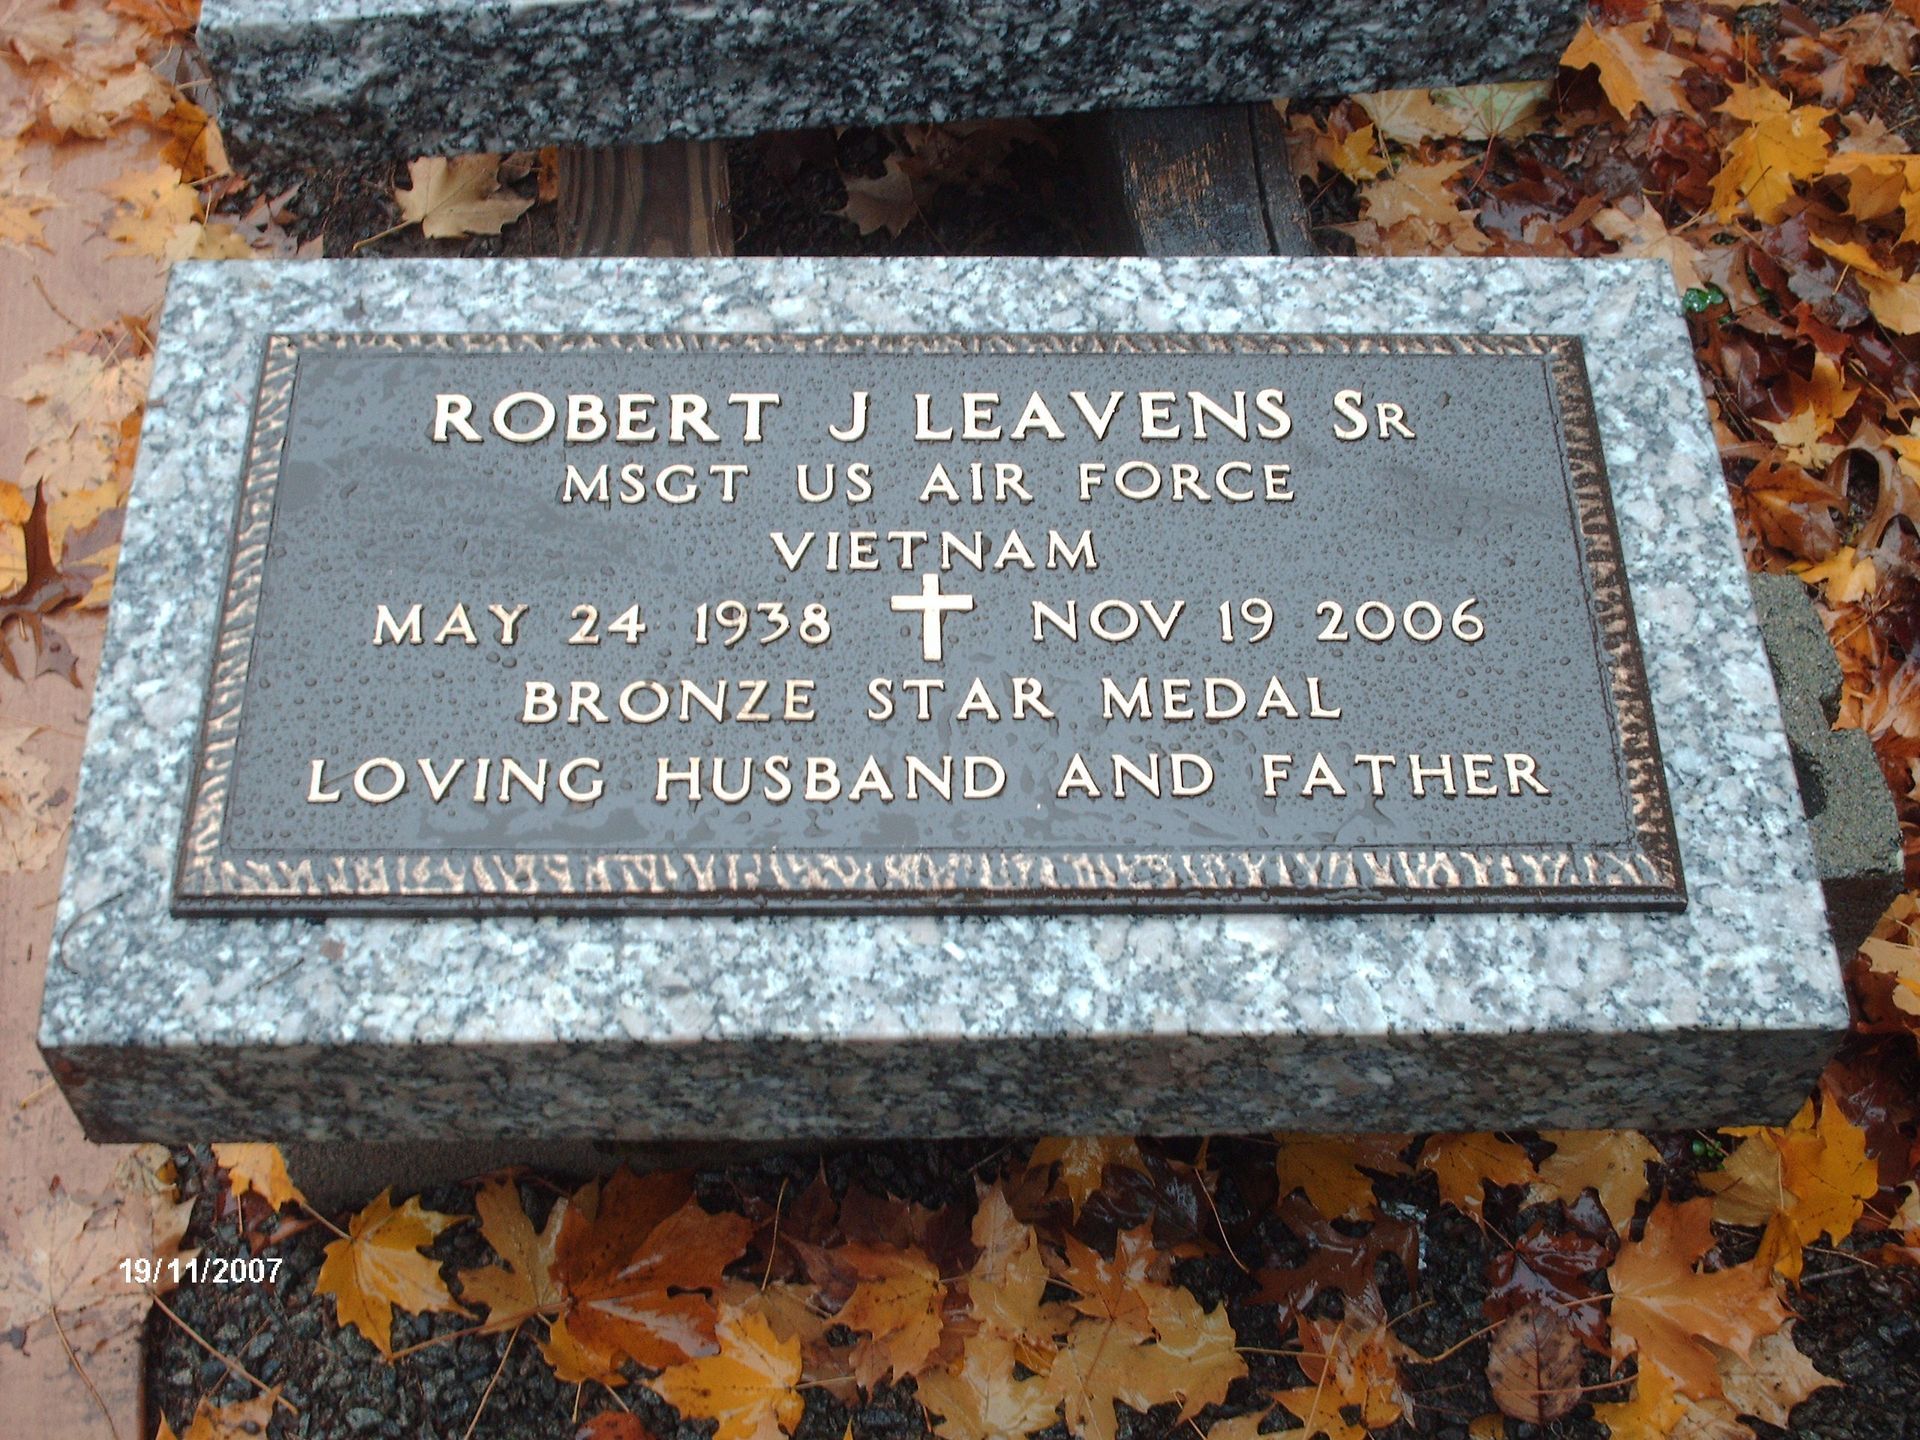 ROBERT J LEAVENS SR
MSGT US AIR FORCE
VIETNAM
MAY 24 1938 ✝ NOV 19 2006
BRONZE STAR MEDAL
LOVING HUSBAND AND FATHER
19/11/2007